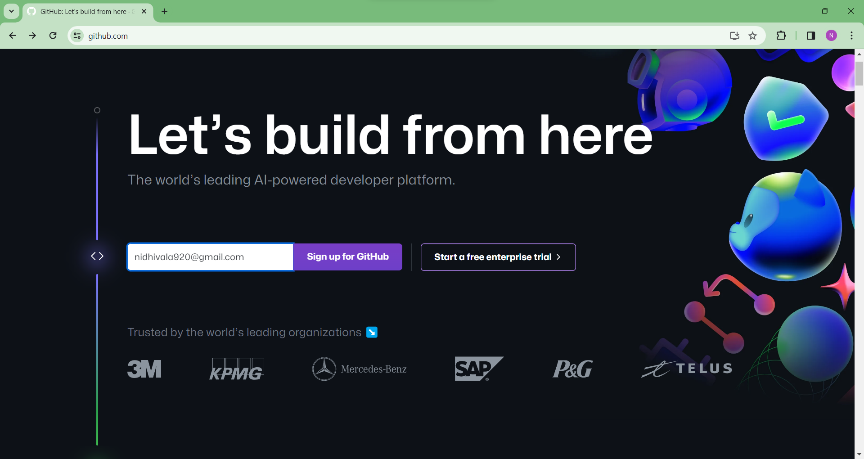 GitHub: Let's build from here
github.com
N
Let's build from here
The world's leading AI-powered developer platform.
nidhivala920@gmail.com
Sign up for GitHub
Start a free enterprise trial
Trusted by the world's leading organizations
3M
KPMG
Mercedes-Benz
SAP
P&G
TELUS